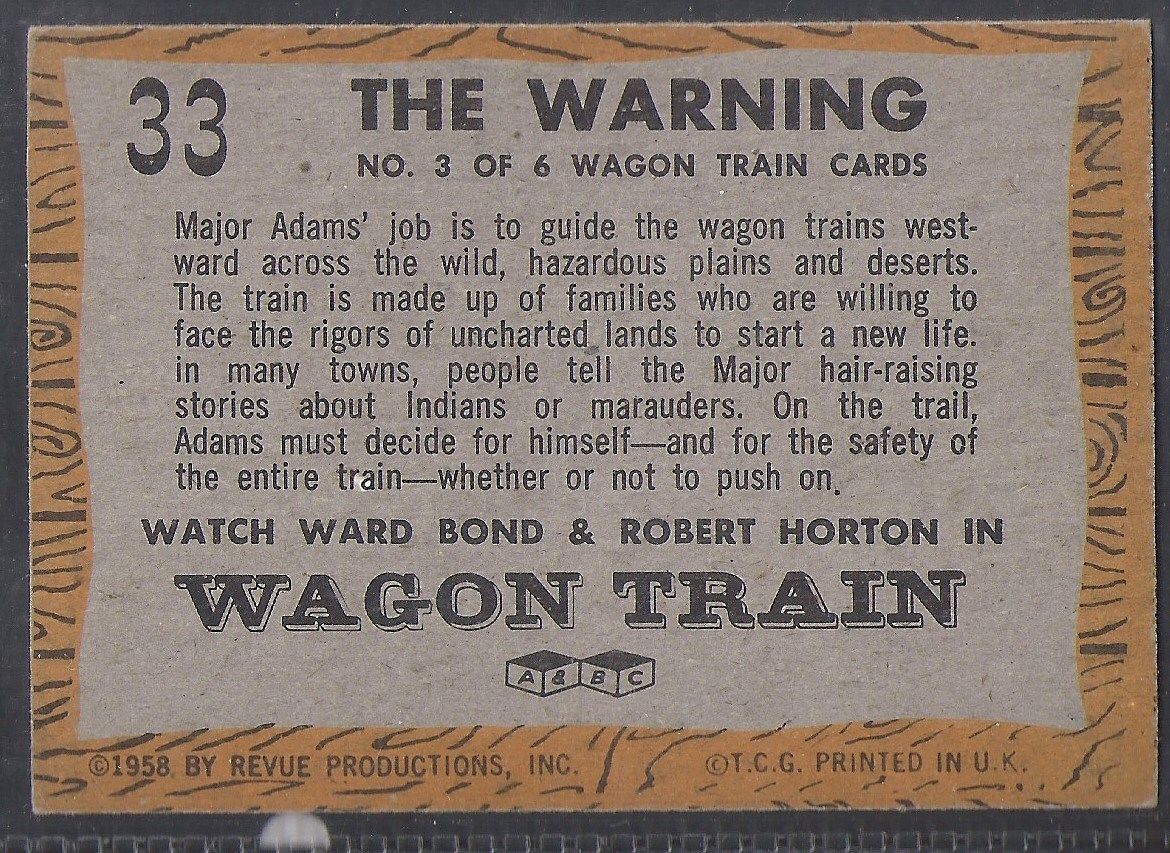 33
THE WARNING
NO. 3 OF 6 WAGON TRAIN CARDS
Major Adams' job is to guide the wagon trains west-
ward across the wild, hazardous plains and deserts.
The train is made up of families who are willing to
face the rigors of uncharted lands to start a new life.
in many towns, people tell the Major hair-raising
stories about Indians or marauders. On the trail,
Adams must decide for himself—and for the safety of
the entire train—whether or not to push on.
WATCH WARD BOND & ROBERT HORTON IN
WAGON TRAIN
A & B C
©1958 BY REVUE PRODUCTIONS, INC.
©T.C.G. PRINTED IN U.K.